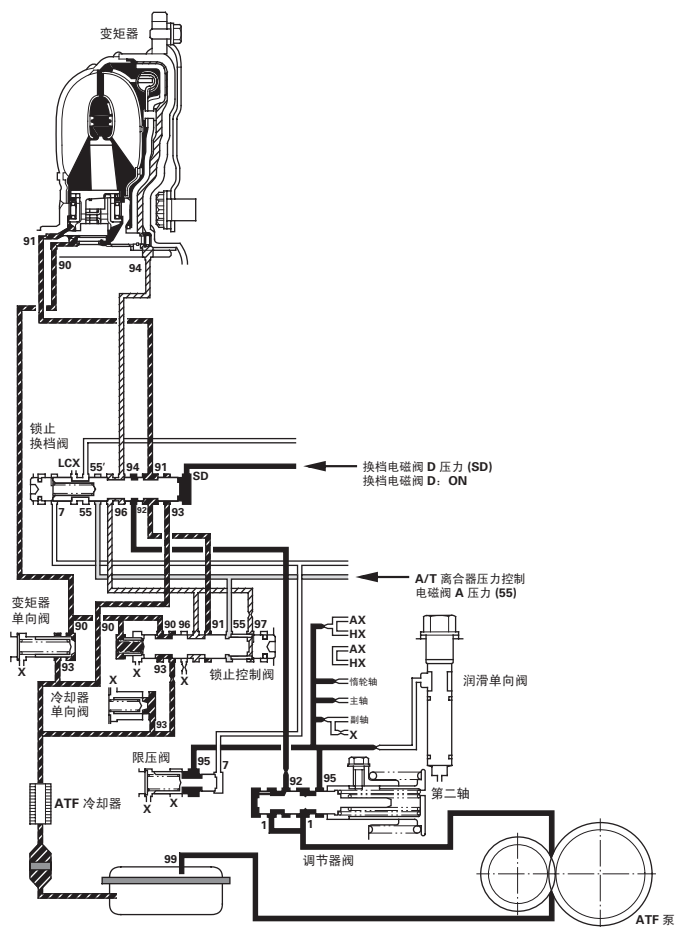 变矩器
91
90
94
锁止
换档阀
LCX
55′
94
91
SD
换档电磁阀 D 压力 (SD)
换档电磁阀 D：ON
7
55
96
92
93
A/T 离合器压力控制
电磁阀 A 压力 (55)
变矩器
单向阀
90
90
90
96
91
55
97
AX
HX
AX
HX
X
93
X
93
X
锁止控制阀
惰轮轴
主轴
副轴
X
润滑单向阀
冷却器
单向阀
X
93
限压阀
95
7
X
X
92
95
第二轴
ATF 冷却器
1
1
调节器阀
99
ATF 泵